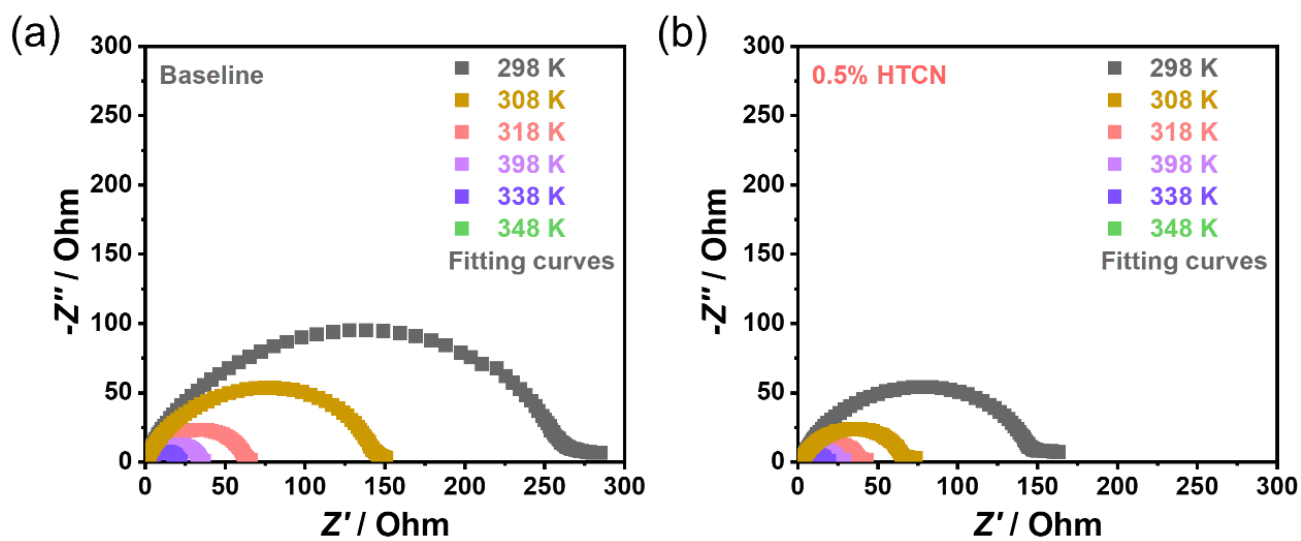 (a)
300
250
200
150
100
50
0
-Z" / Ohm
Baseline
298 K
308 K
318 K
398 K
338 K
348 K
Fitting curves
0 50 100 150 200 250 300
Z' / Ohm
(b)
300
250
200
150
100
50
0
-Z" / Ohm
0.5% HTCN
298 K
308 K
318 K
398 K
338 K
348 K
Fitting curves
0 50 100 150 200 250 300
Z' / Ohm